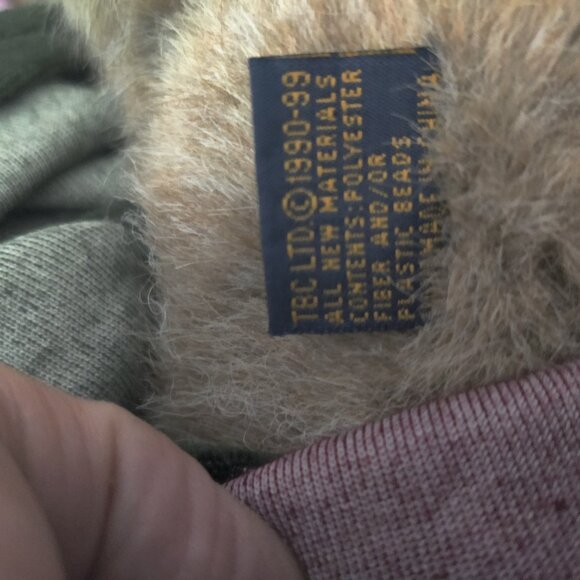 TBC LTD.© 1990-99
ALL NEW MATERIALS
CONTENTS:POLYESTER
FIBER AND/OR
PLASTIC BEADS
MADE IN CHINA